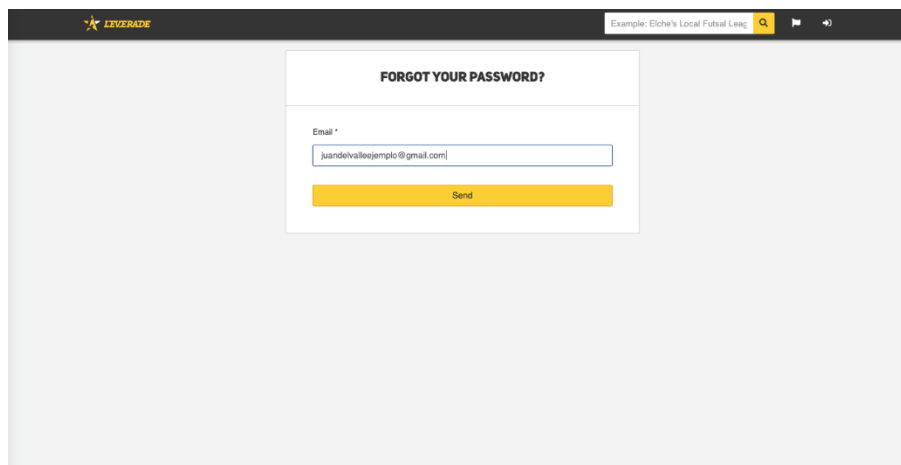 LEVERADE
Example: Elche's Local Futsal Leag
FORGOT YOUR PASSWORD?
Email *
juandelvalleejemplo@gmail.com
Send